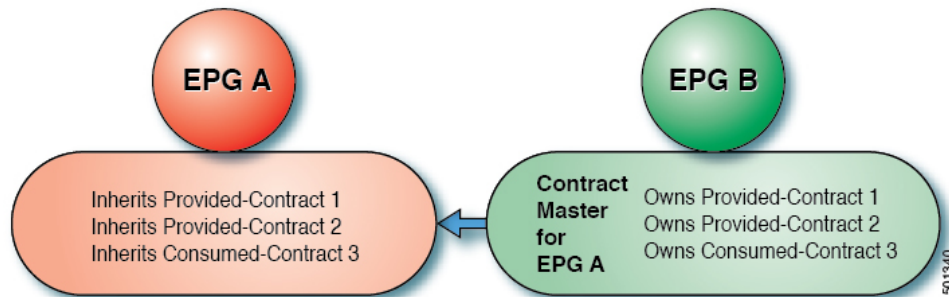 EPG A
EPG B
Inherits Provided-Contract 1
Inherits Provided-Contract 2
Inherits Consumed-Contract 3
Contract
Master
for
EPG A
Owns Provided-Contract 1
Owns Provided-Contract 2
Owns Consumed-Contract 3
501340